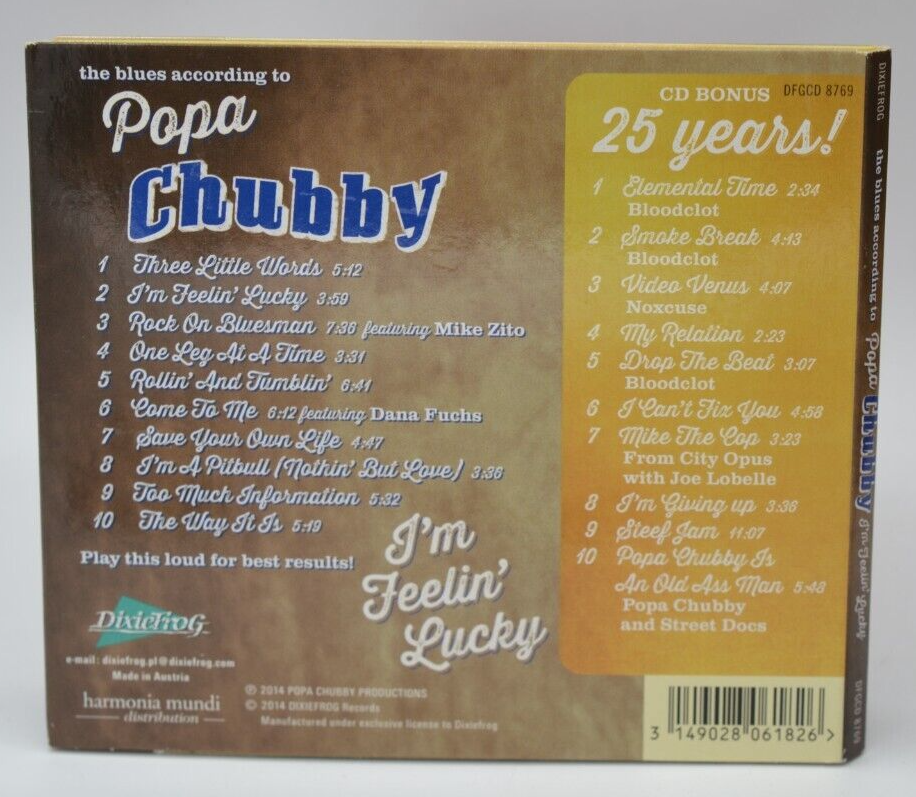 the blues according to
Popa
Chubby
1 Three Little Words 5:12
2 I'm Feelin' Lucky 3:59
3 Rock On Bluesman 7:36 featuring Mike Zito
4 One Leg At A Time 3:31
5 Rollin' And Tumblin' 6:41
6 Come To Me 6:12 featuring Dana Fuchs
7 Save Your Own Life 4:47
8 I'm A Pitbull (Nothin' But Love) 3:36
9 Too Much Information 5:32
10 The Way It Is 5:19
Play this loud for best results!
I'm
Feelin'
Lucky
DixieFrog
e-mail: dixiefrog.pl@dixiefrog.com
Made in Austria
harmonia mundi
distribution
℗ 2014 POPA CHUBBY PRODUCTIONS
© 2014 DIXIEFROG Records
Manufactured under exclusive license to Dixiefrog
CD BONUS DFGCD 8769
25 years!
1 Elemental Time 2:34
Bloodclot
2 Smoke Break 4:13
Bloodclot
3 Video Venus 4:07
Noxcuse
4 My Relation 2:23
5 Drop The Beat 3:07
Bloodclot
6 I Can't Fix You 4:58
7 Mike The Cop 3:23
From City Opus
with Joe Lobelle
8 I'm Giving up 3:36
9 Steef Jam 11:07
10 Popa Chubby Is
An Old Ass Man 5:48
Popa Chubby
and Street Docs
3 149028 061826 >
DIXIEFROG the blues according to Popa Chubby I'm Feelin' Lucky DFGCD 8769